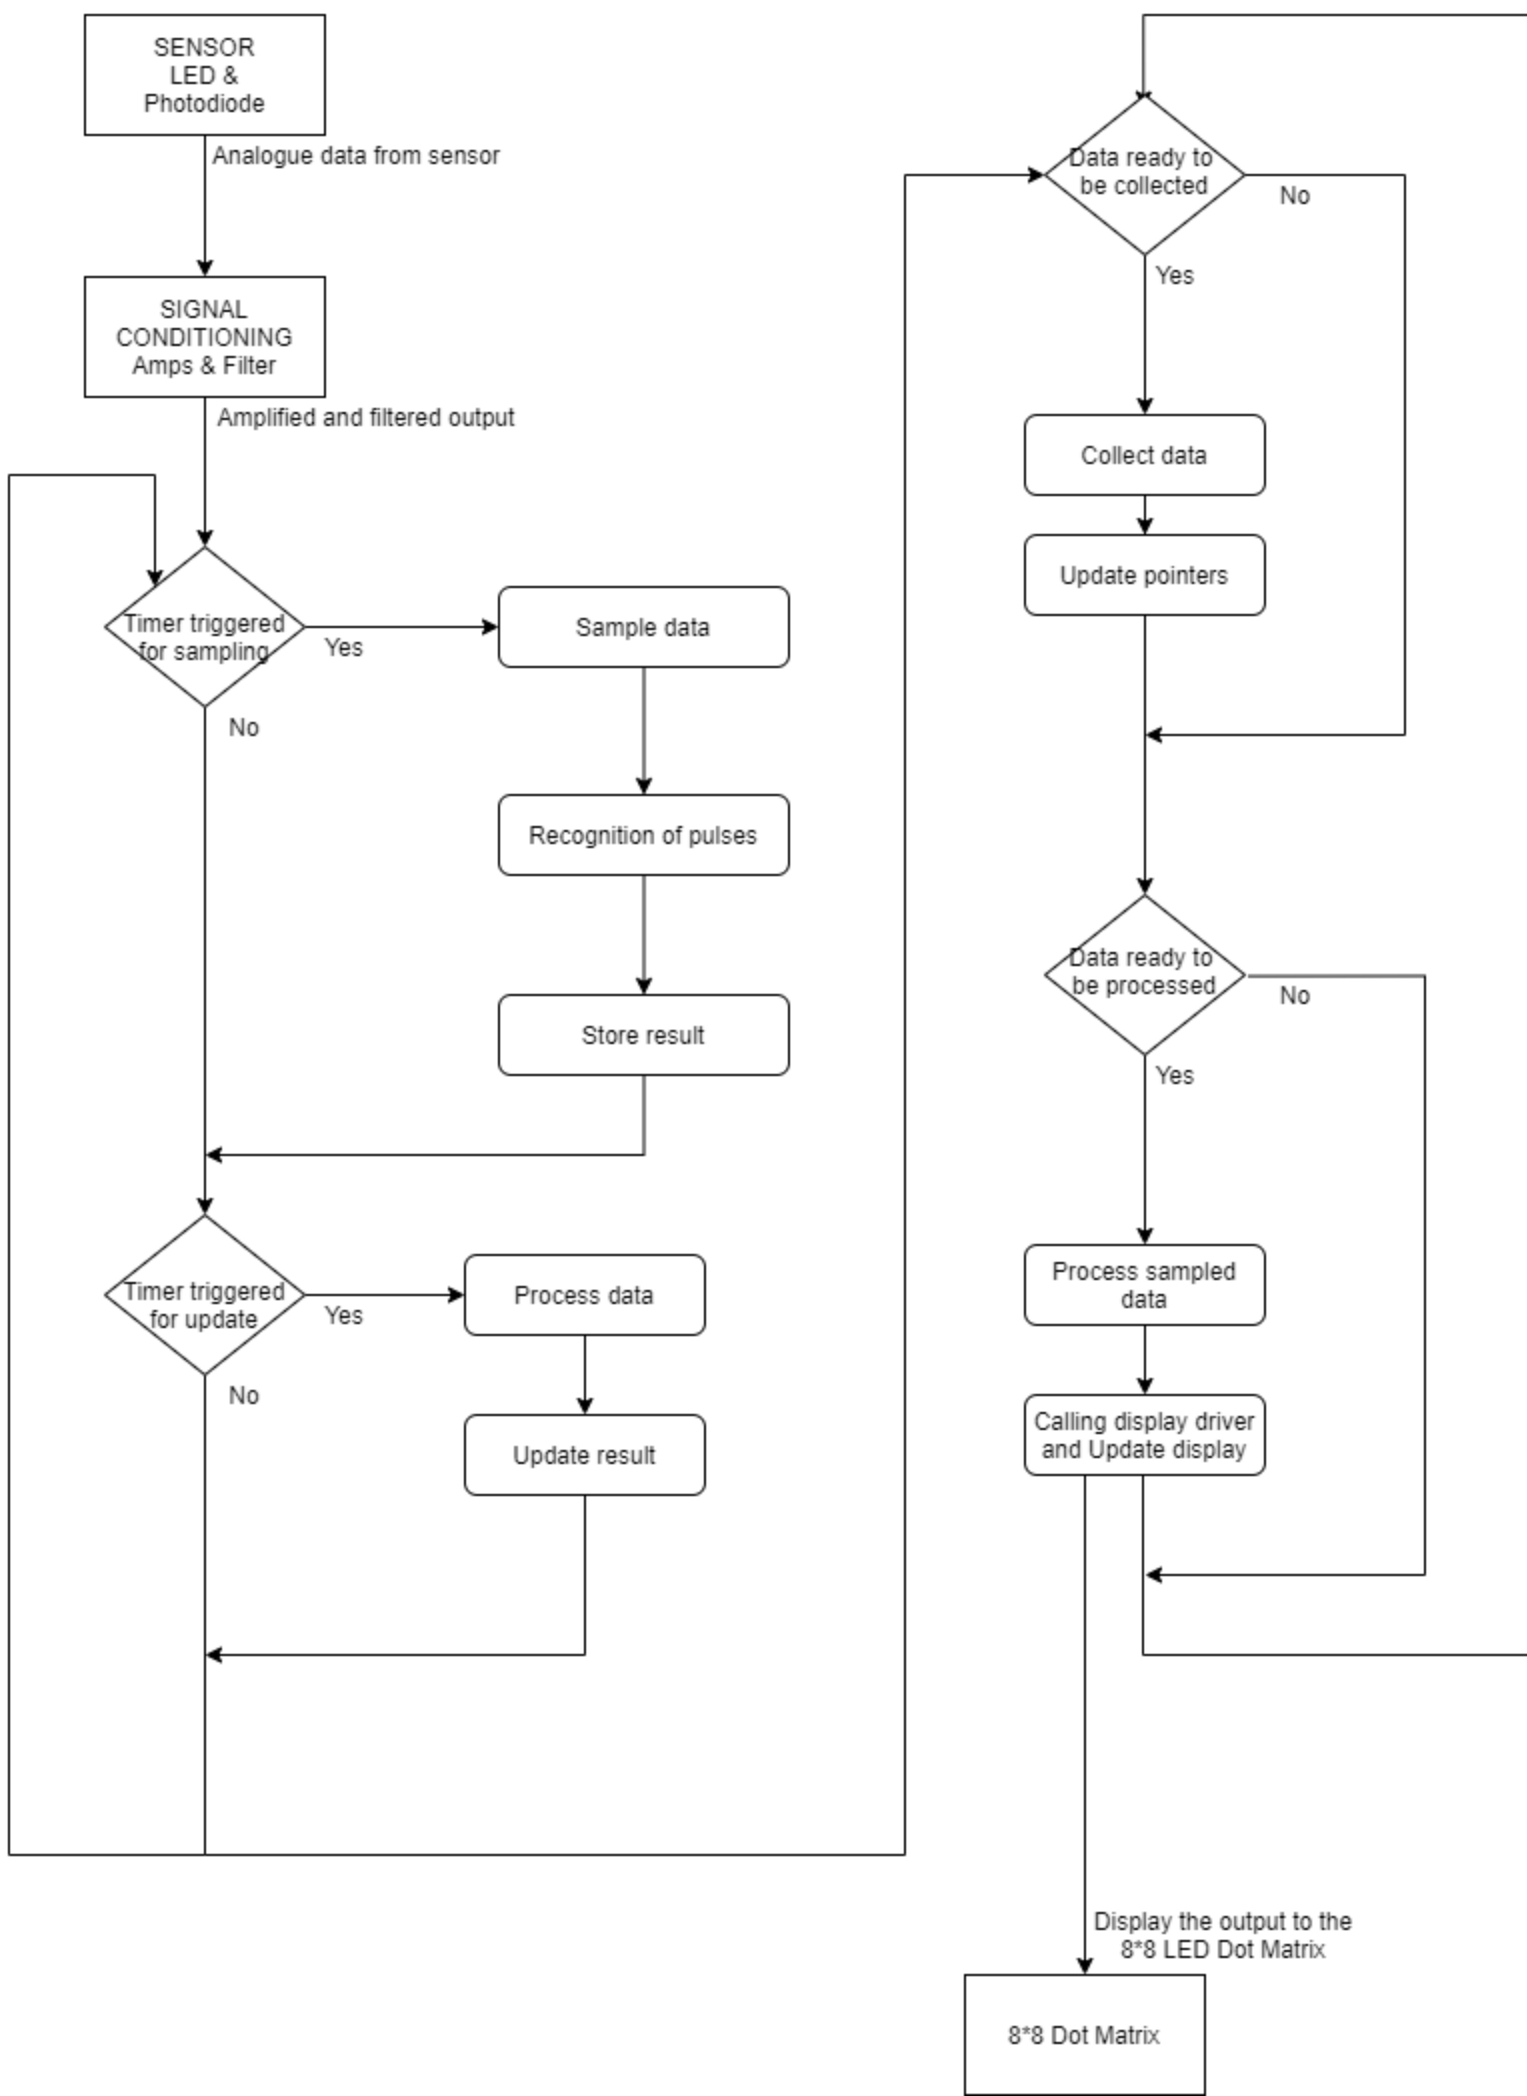 SENSOR
LED &
Photodiode
Analogue data from sensor
SIGNAL
CONDITIONING
Amps & Filter
Amplified and filtered output
Timer triggered
for sampling
Yes
No
Sample data
Recognition of pulses
Store result
Timer triggered
for update
Yes
No
Process data
Update result
Data ready to
be collected
No
Yes
Collect data
Update pointers
Data ready to
be processed
No
Yes
Process sampled
data
Calling display driver
and Update display
Display the output to the
8*8 LED Dot Matrix
8*8 Dot Matrix